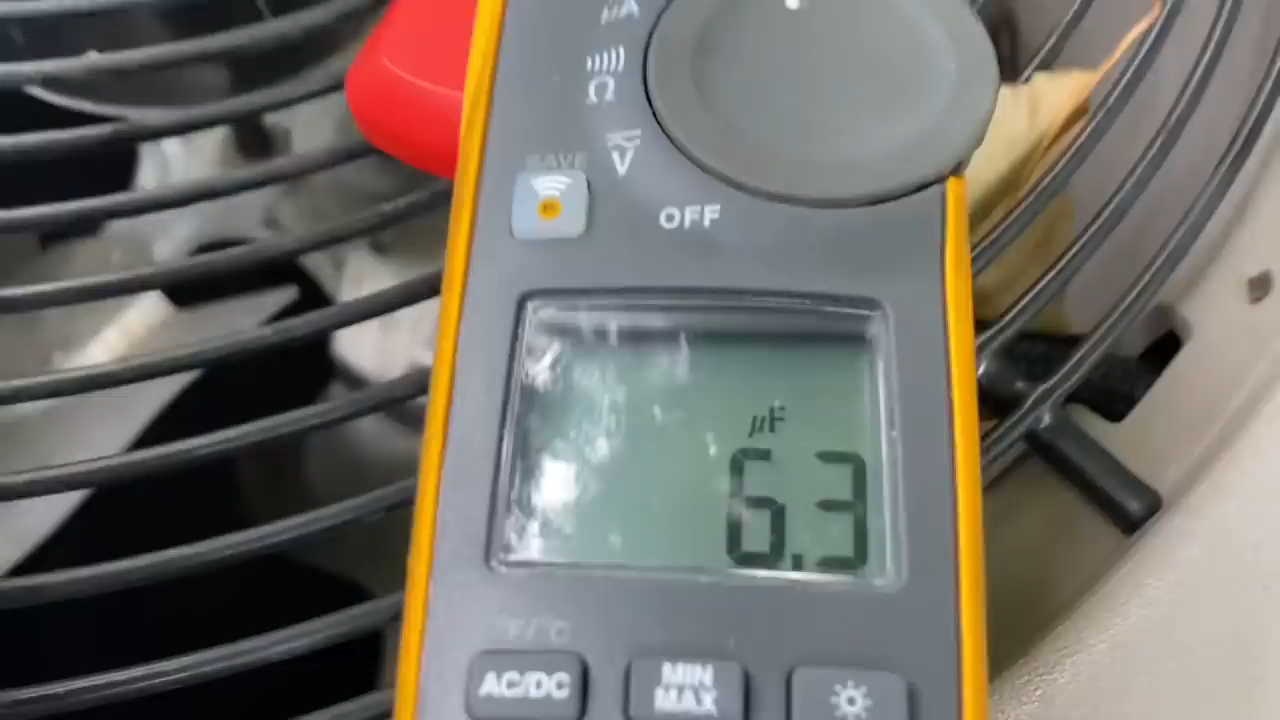 µA
Ω
V
SAVE
OFF
µF
6.3
°F/°C
AC/DC
MIN
MAX